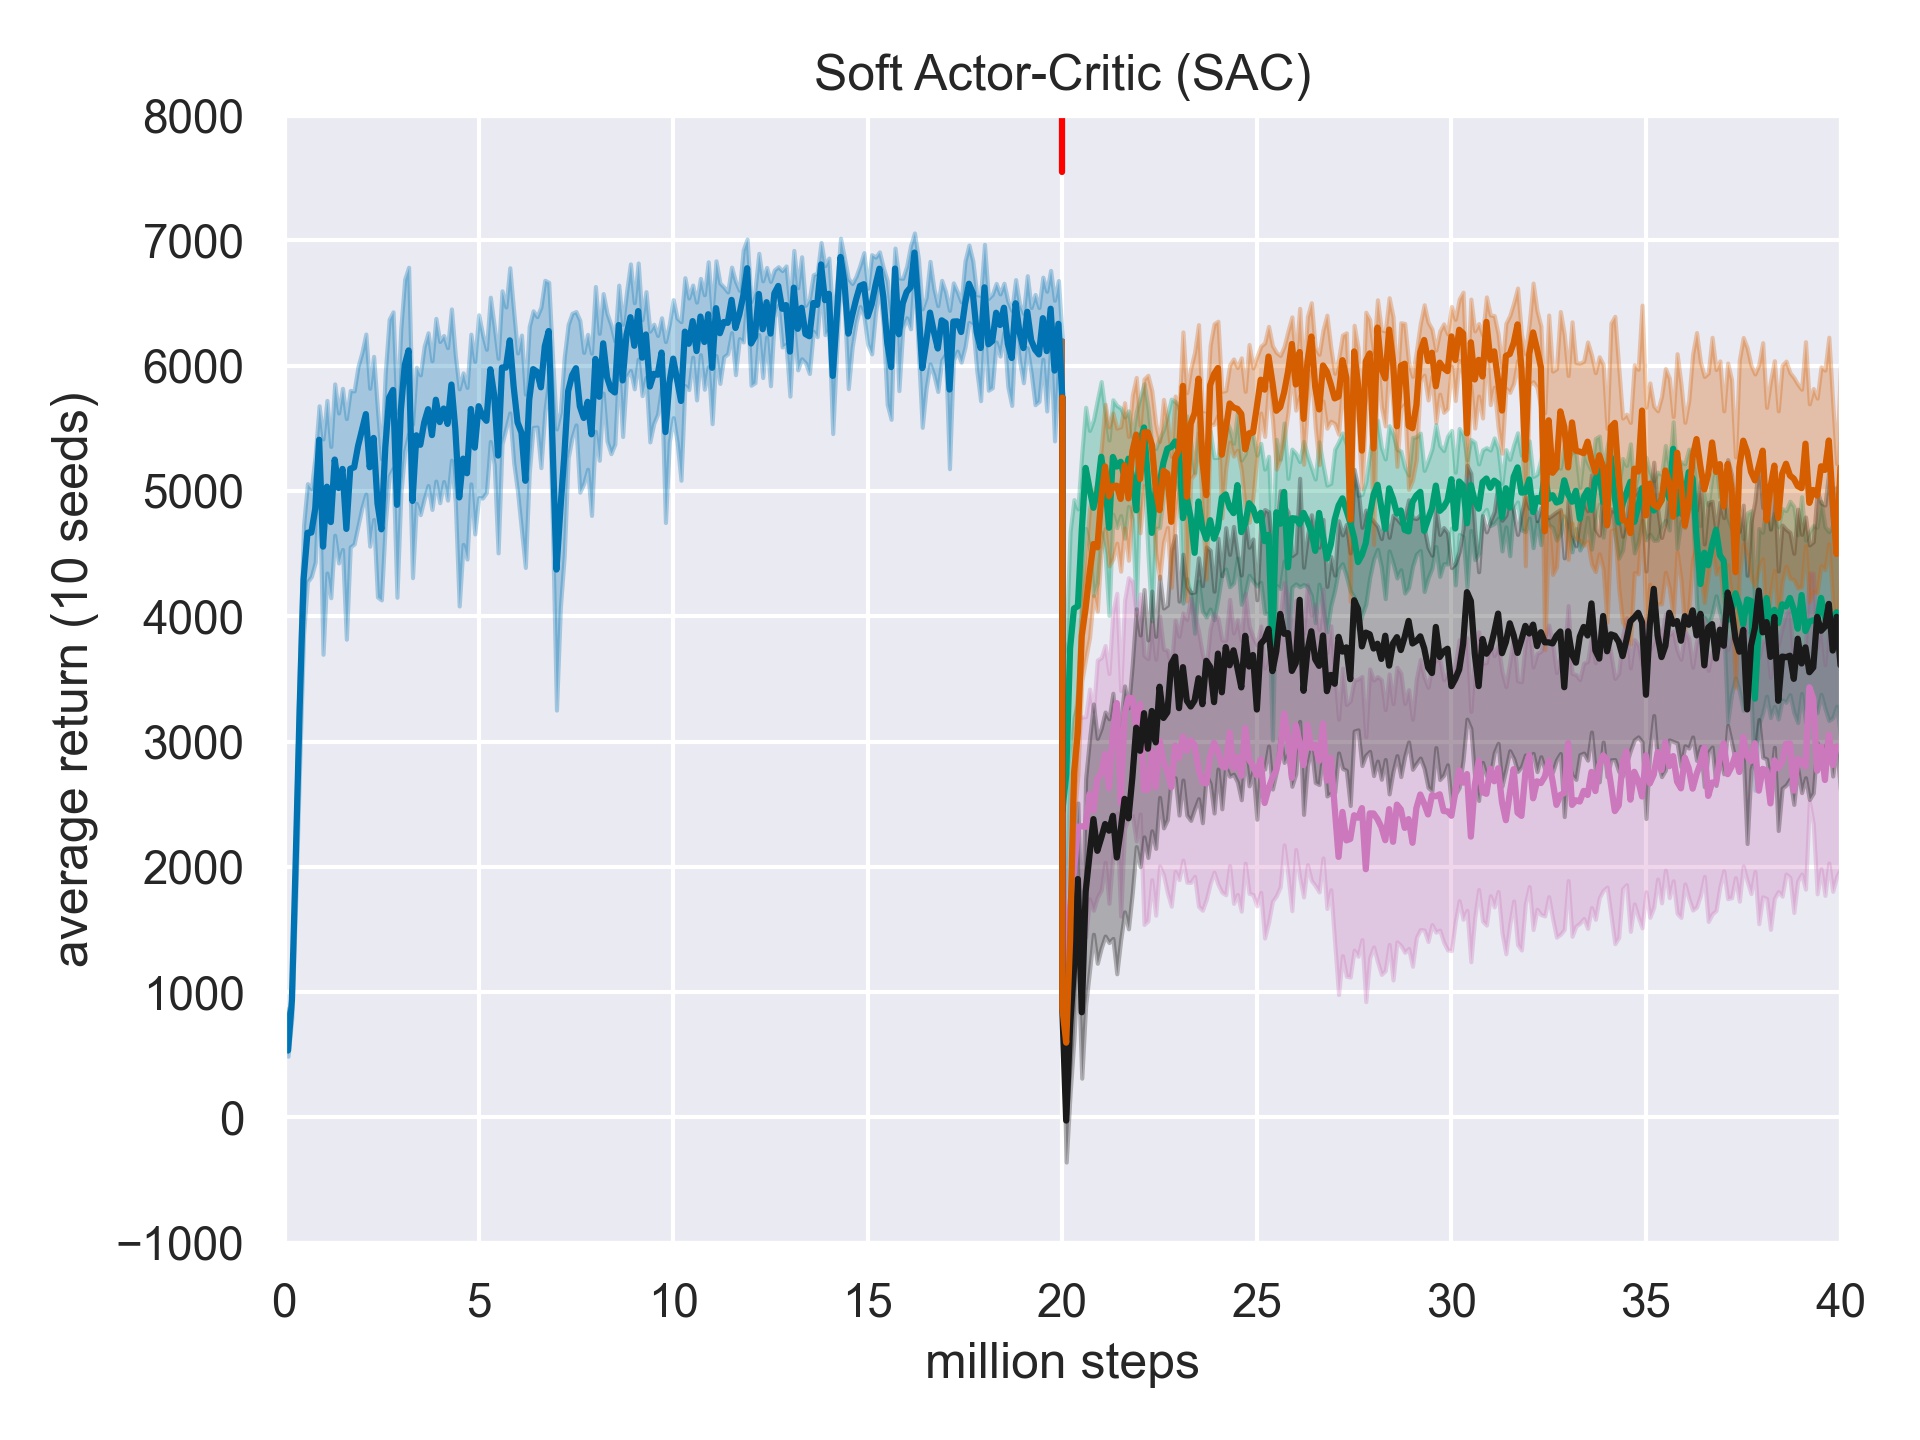 Soft Actor-Critic (SAC)
8000
7000
6000
5000
4000
3000
2000
1000
0
−1000
average return (10 seeds)
0 5 10 15 20 25 30 35 40
million steps